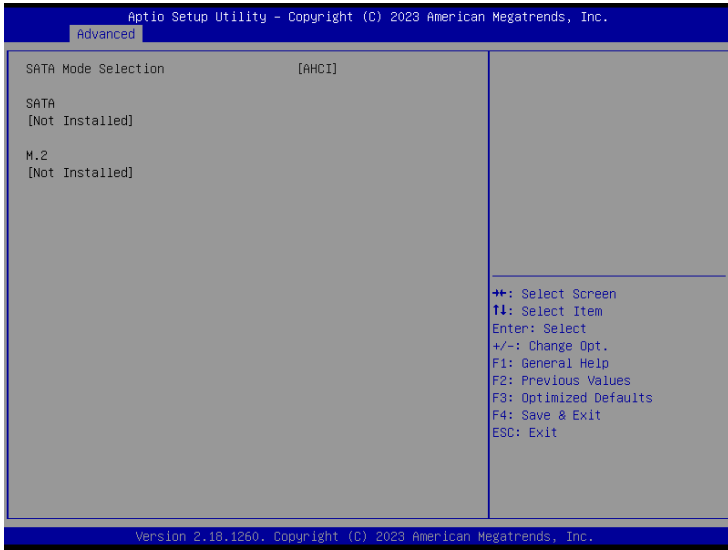 Aptio Setup Utility – Copyright (C) 2023 American Megatrends, Inc.
Advanced
SATA Mode Selection [AHCI]
SATA
[Not Installed]
M.2
[Not Installed]
→←: Select Screen
↑↓: Select Item
Enter: Select
+/-: Change Opt.
F1: General Help
F2: Previous Values
F3: Optimized Defaults
F4: Save & Exit
ESC: Exit
Version 2.18.1260. Copyright (C) 2023 American Megatrends, Inc.